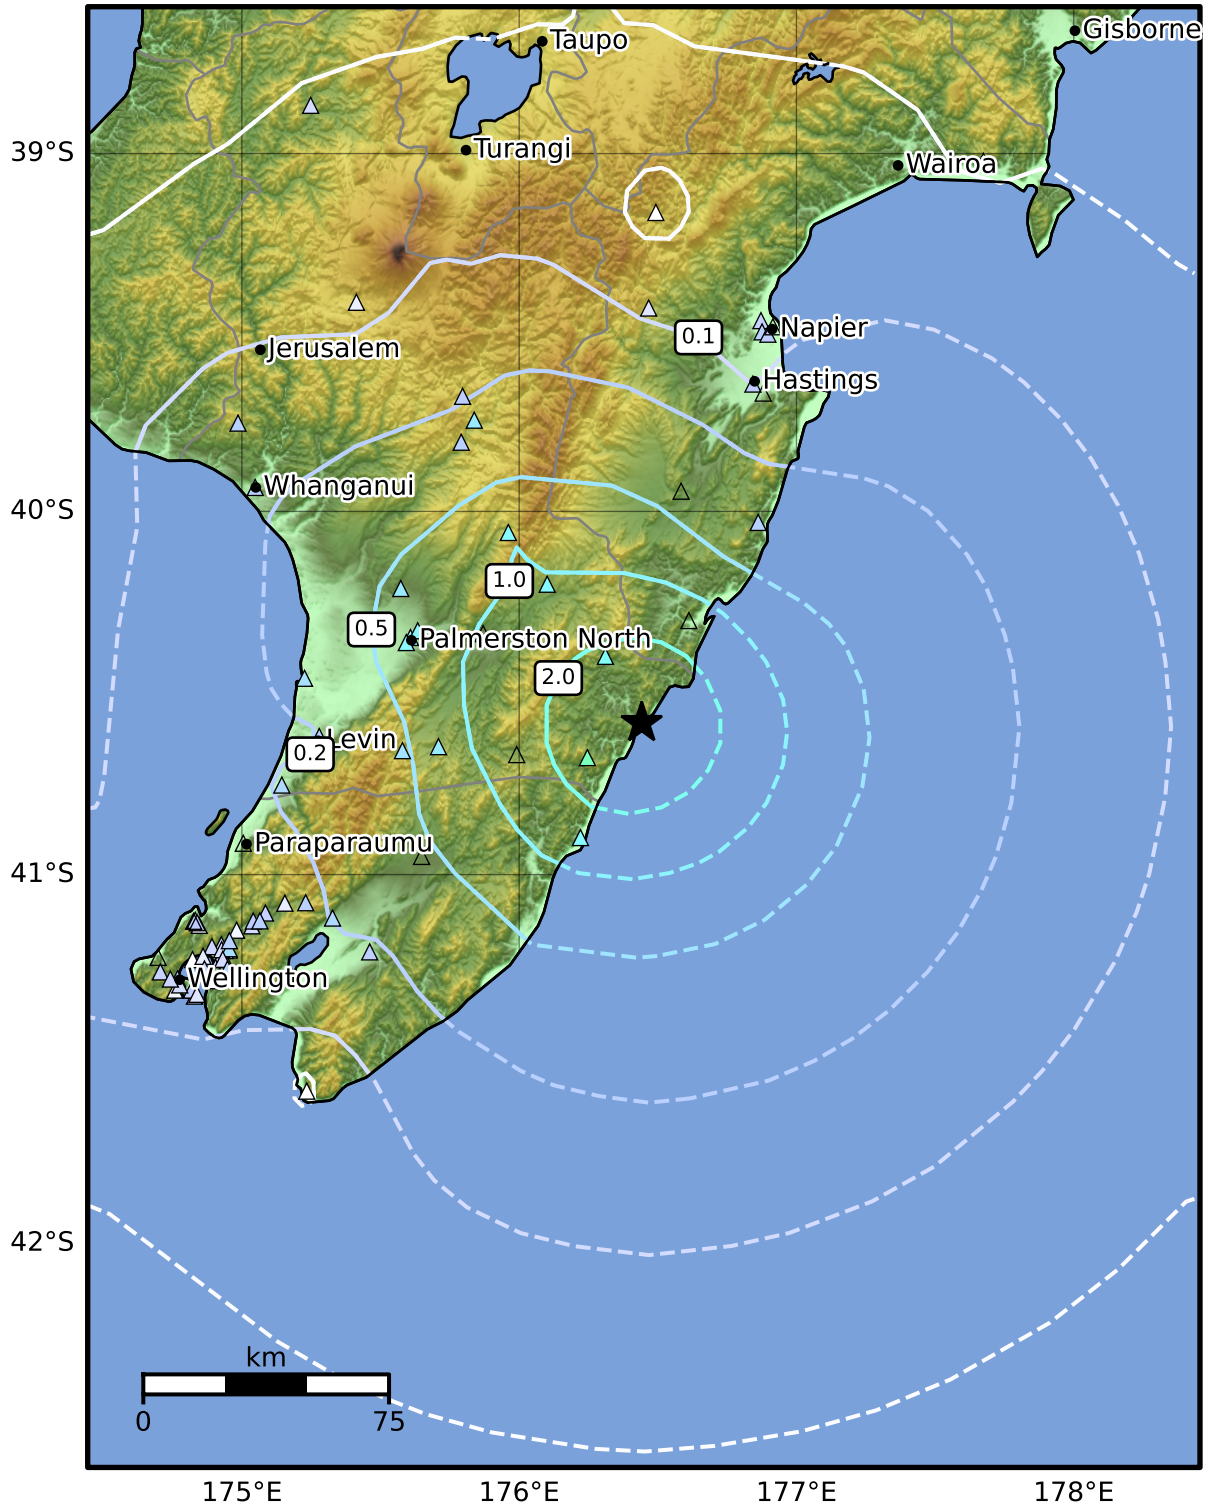 Gisborne
Taupo
Turangi
39°S
Wairoa
0.1
Napier
Jerusalem
Hastings
Whanganui
40°S
1.0
0.5
Palmerston North
2.0
Levin
0.2
Paraparaumu
41°S
Wellington
42°S
km
0
75
175°E
176°E
177°E
178°E